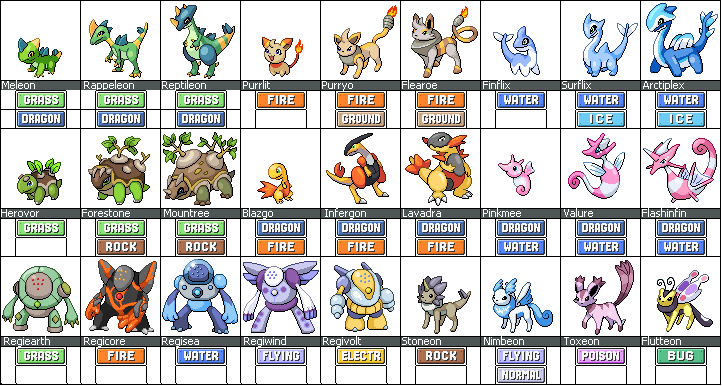 Meleon Rappeleon Reptileon Purrlit Purryo Flearoe Finflix Surflix Arctiplex
GRASS GRASS GRASS FIRE FIRE FIRE WATER WATER WATER
DRAGON DRAGON DRAGON GROUND GROUND ICE ICE
Herovor Forestone Mountree Blazgo Infergon Lavadra Pinkmee Valure Flashinfin
GRASS GRASS GRASS DRAGON DRAGON DRAGON DRAGON DRAGON DRAGON
ROCK ROCK FIRE FIRE FIRE WATER WATER WATER
Regiearth Regicore Regisea Regiwind Regivolt Stoneon Nimbeon Toxeon Flutteon
GRASS FIRE WATER FLYING ELECTR ROCK FLYING POISON BUG
NORMAL